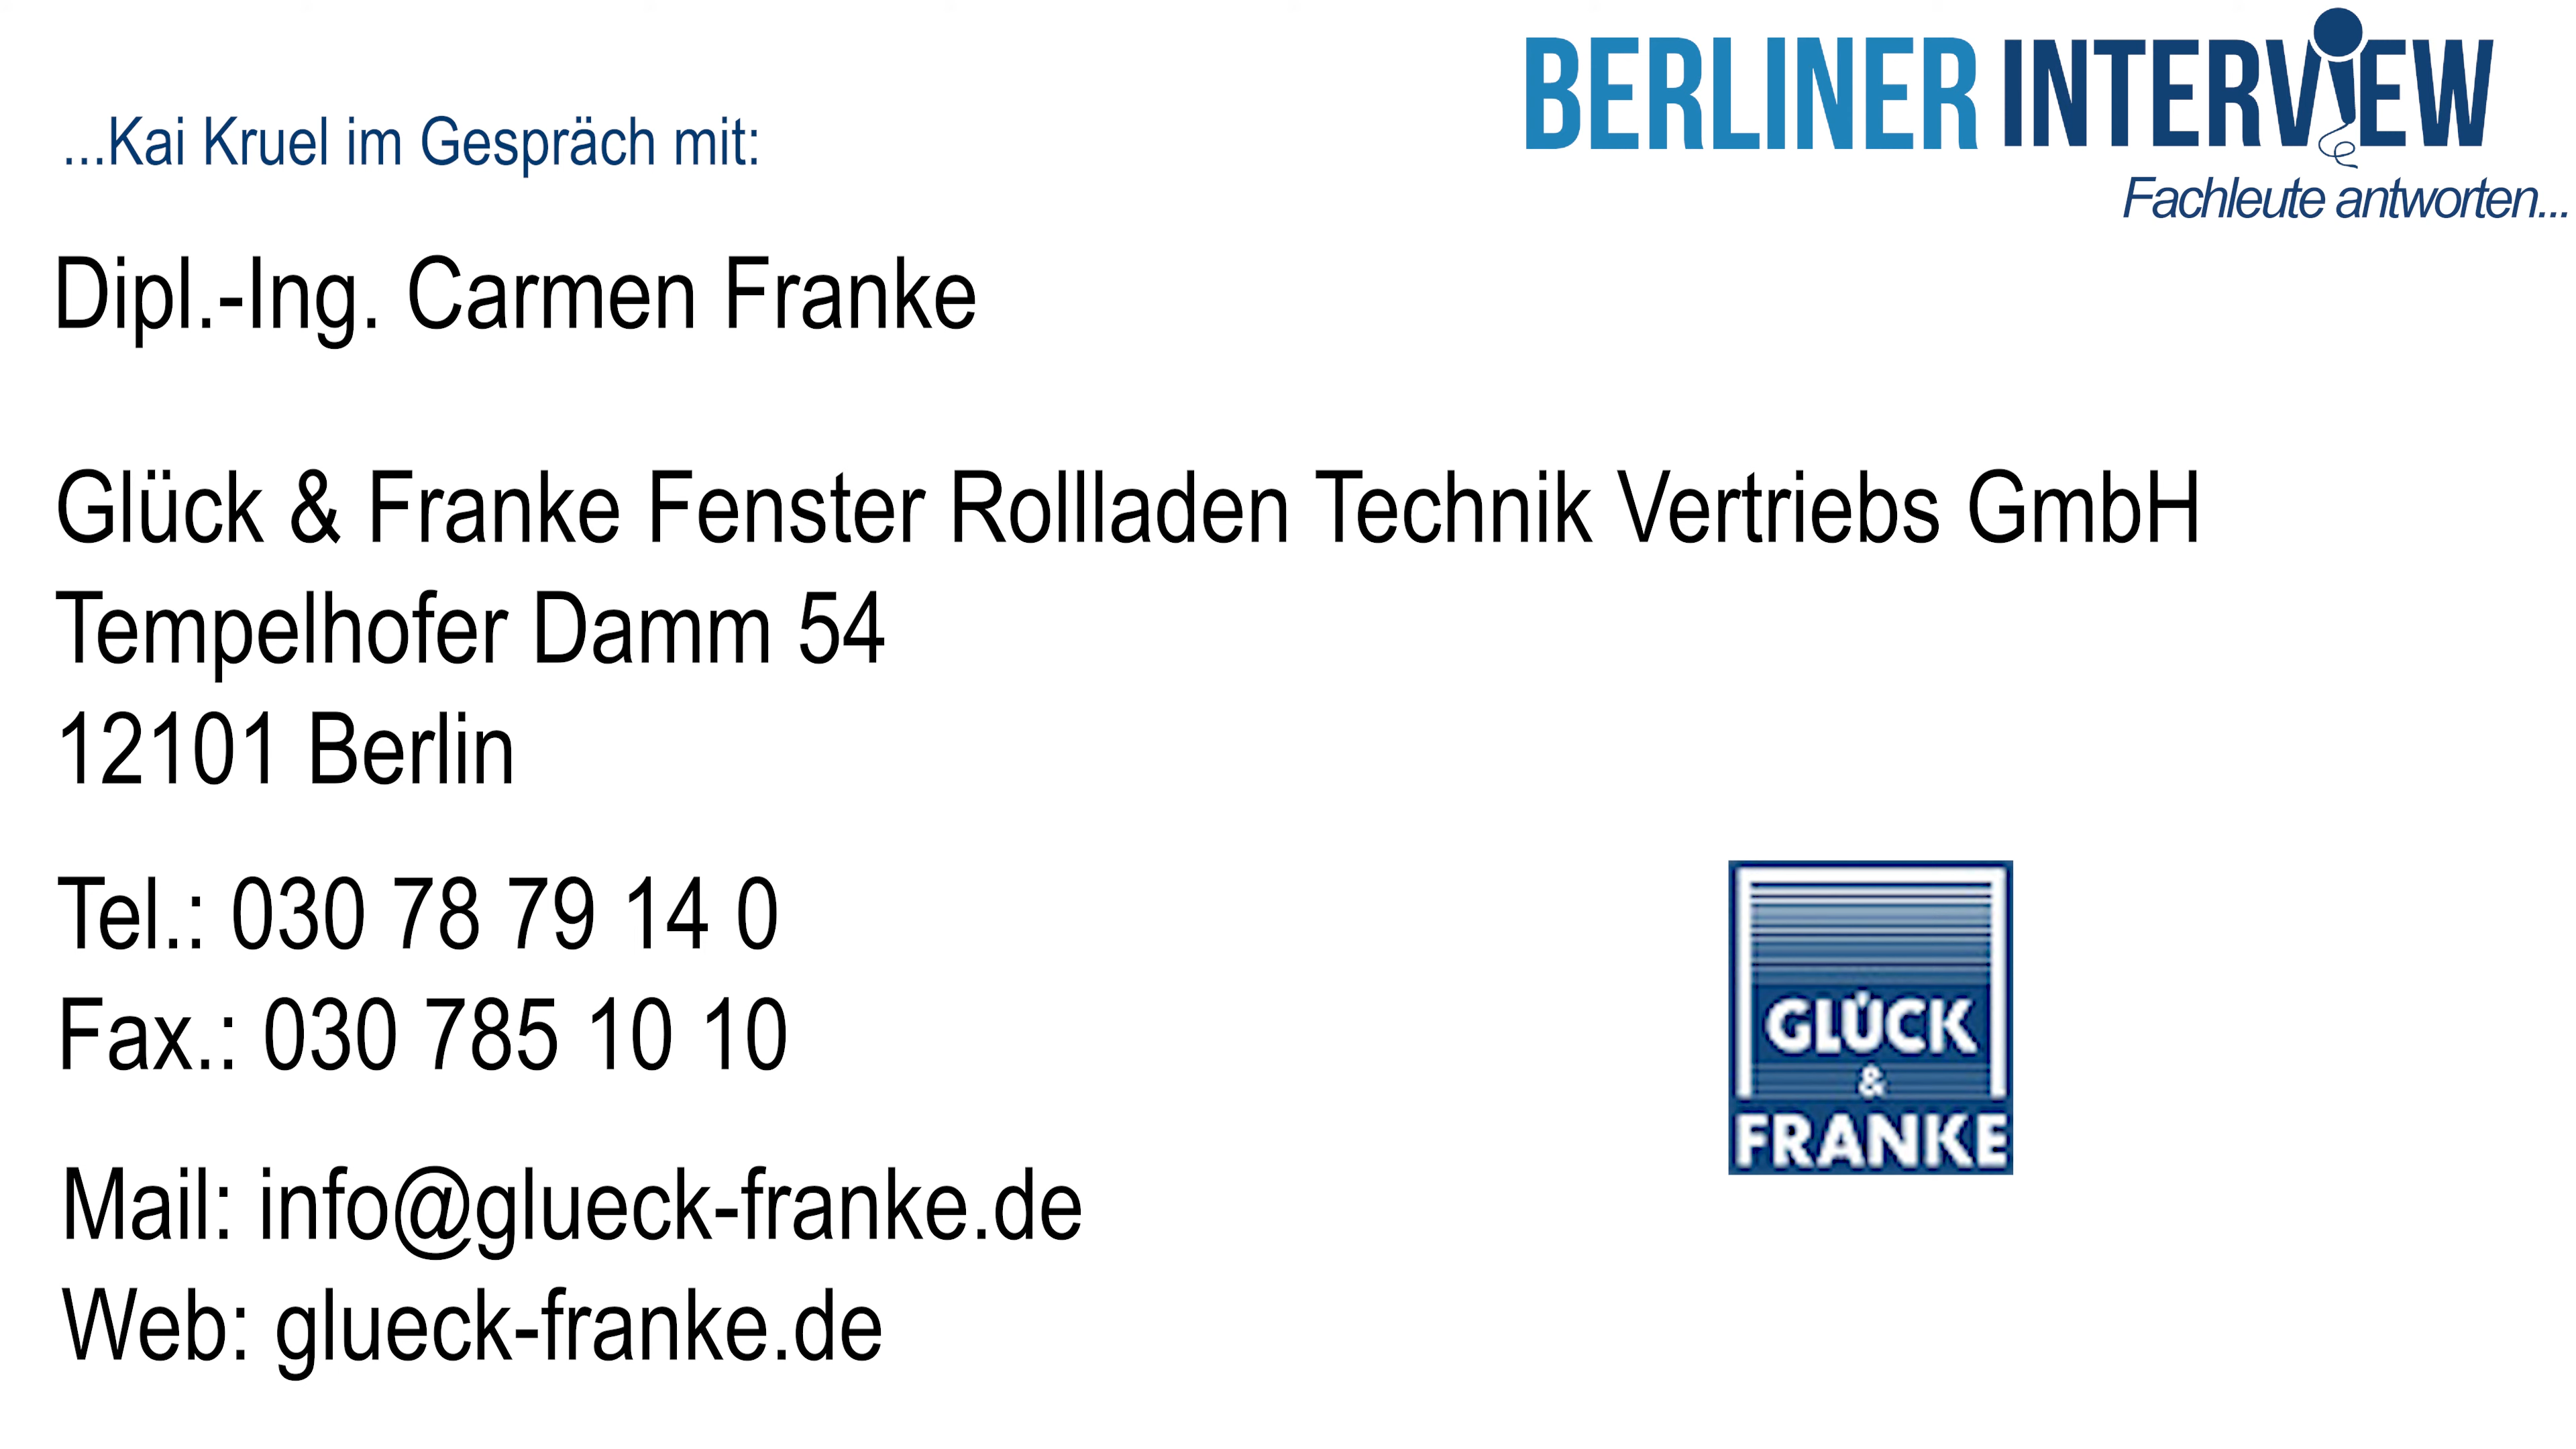 BERLINER INTERVIEW
Fachleute antworten...
...Kai Kruel im Gespräch mit:
Dipl.-Ing. Carmen Franke
Glück & Franke Fenster Rollladen Technik Vertriebs GmbH
Tempelhofer Damm 54
12101 Berlin
Tel.: 030 78 79 14 0
Fax.: 030 785 10 10
Mail: info@glueck-franke.de
Web: glueck-franke.de
GLÜCK
&
FRANKE